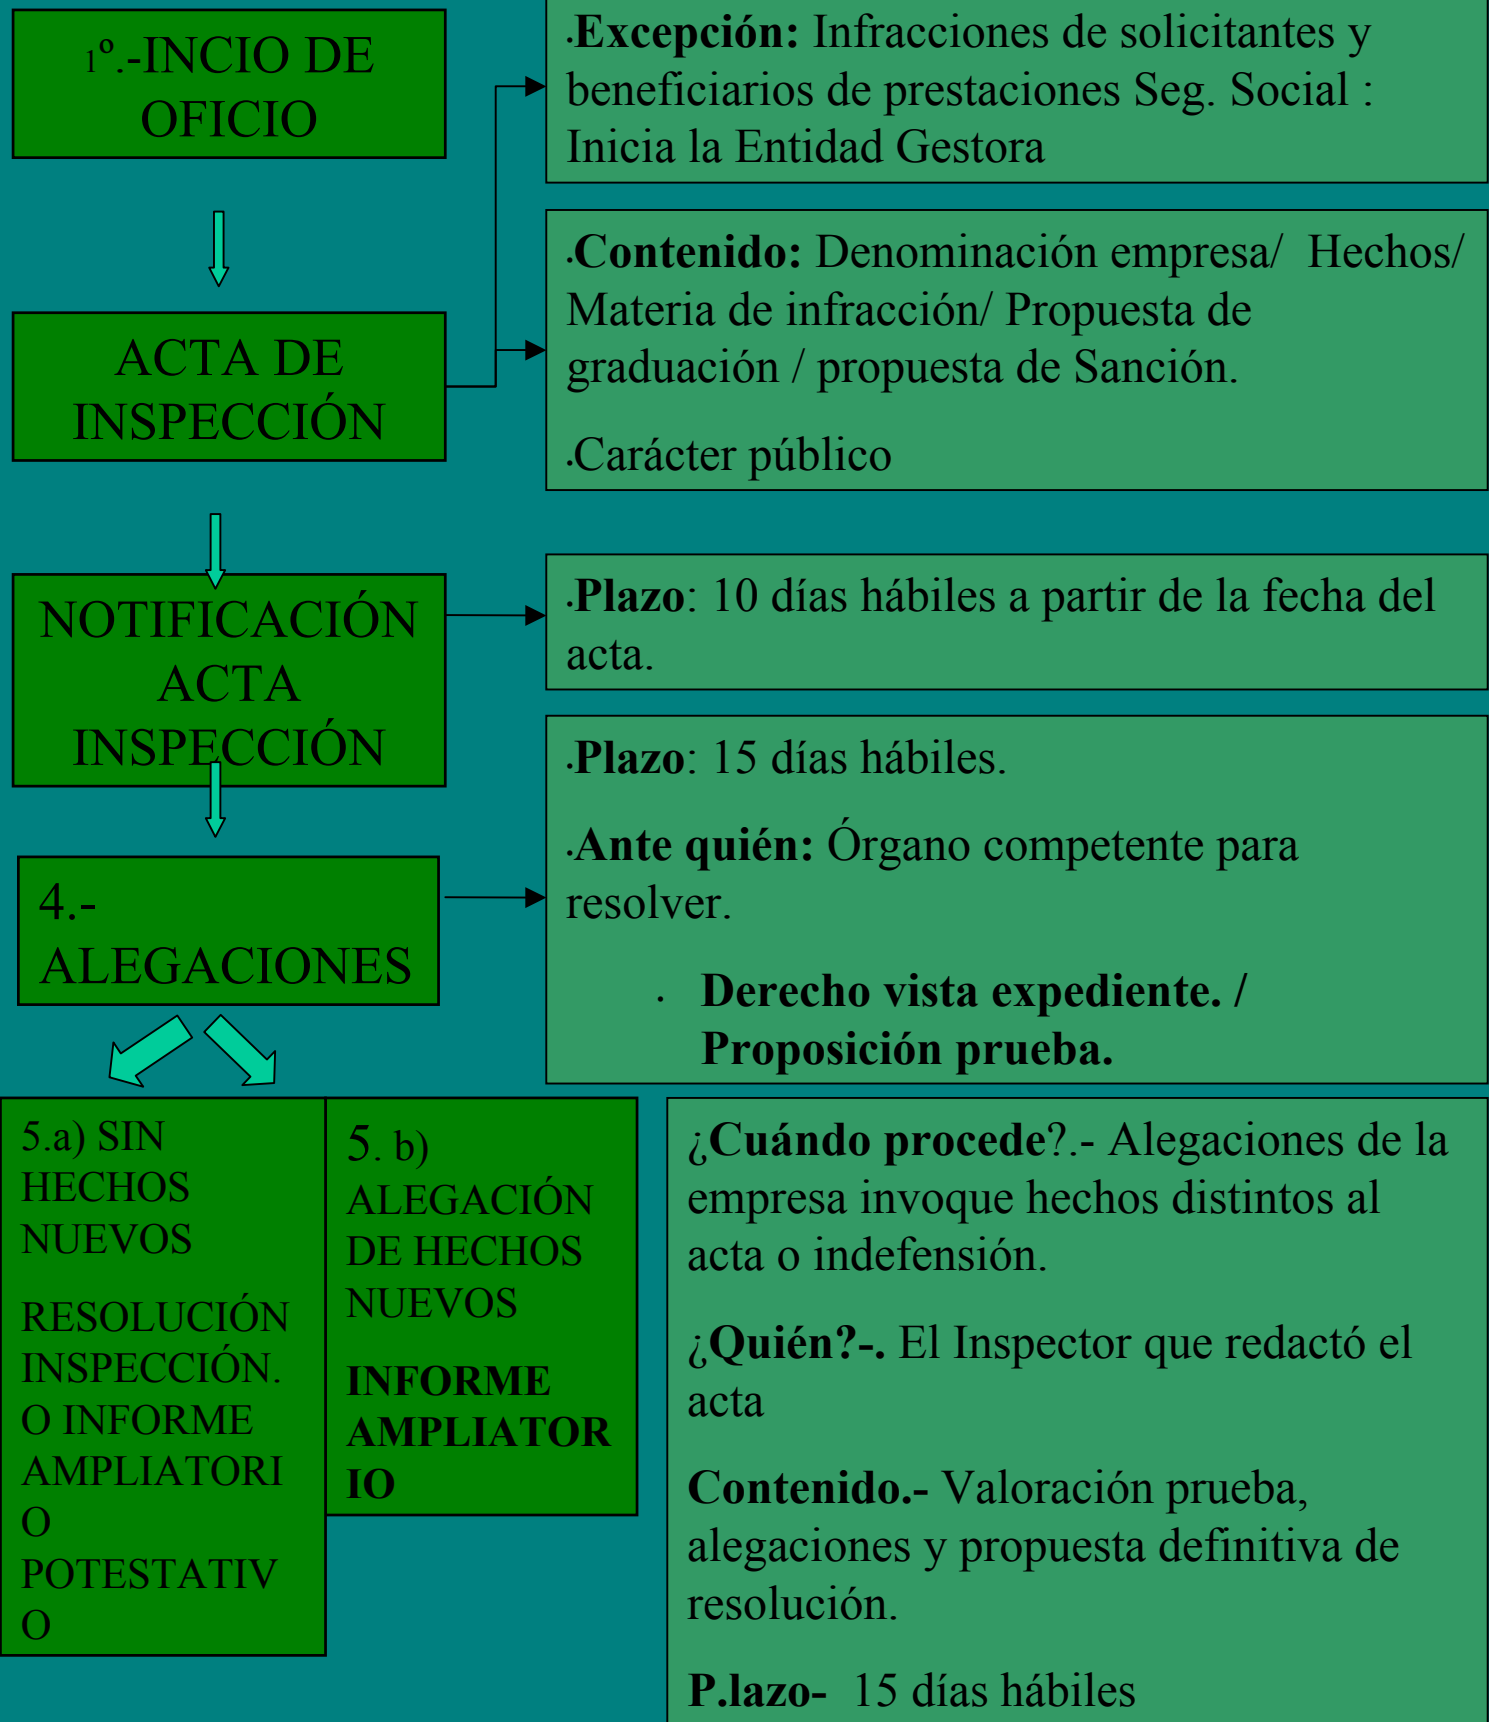 1º.-INCIO DE
OFICIO
.Excepción: Infracciones de solicitantes y
beneficiarios de prestaciones Seg. Social :
Inicia la Entidad Gestora
ACTA DE
INSPECCIÓN
.Contenido: Denominación empresa/ Hechos/
Materia de infracción/ Propuesta de
graduación / propuesta de Sanción.
.Carácter público
NOTIFICACIÓN
ACTA
INSPECCIÓN
.Plazo: 10 días hábiles a partir de la fecha del
acta.
4.-
ALEGACIONES
.Plazo: 15 días hábiles.
.Ante quién: Órgano competente para
resolver.
. Derecho vista expediente. /
Proposición prueba.
5.a) SIN
HECHOS
NUEVOS
RESOLUCIÓN
INSPECCIÓN.
O INFORME
AMPLIATORI
O
POTESTATIV
O
5. b)
ALEGACIÓN
DE HECHOS
NUEVOS
INFORME
AMPLIATOR
IO
¿Cuándo procede?.- Alegaciones de la
empresa invoque hechos distintos al
acta o indefensión.
¿Quién?-. El Inspector que redactó el
acta
Contenido.- Valoración prueba,
alegaciones y propuesta definitiva de
resolución.
P.lazo- 15 días hábiles